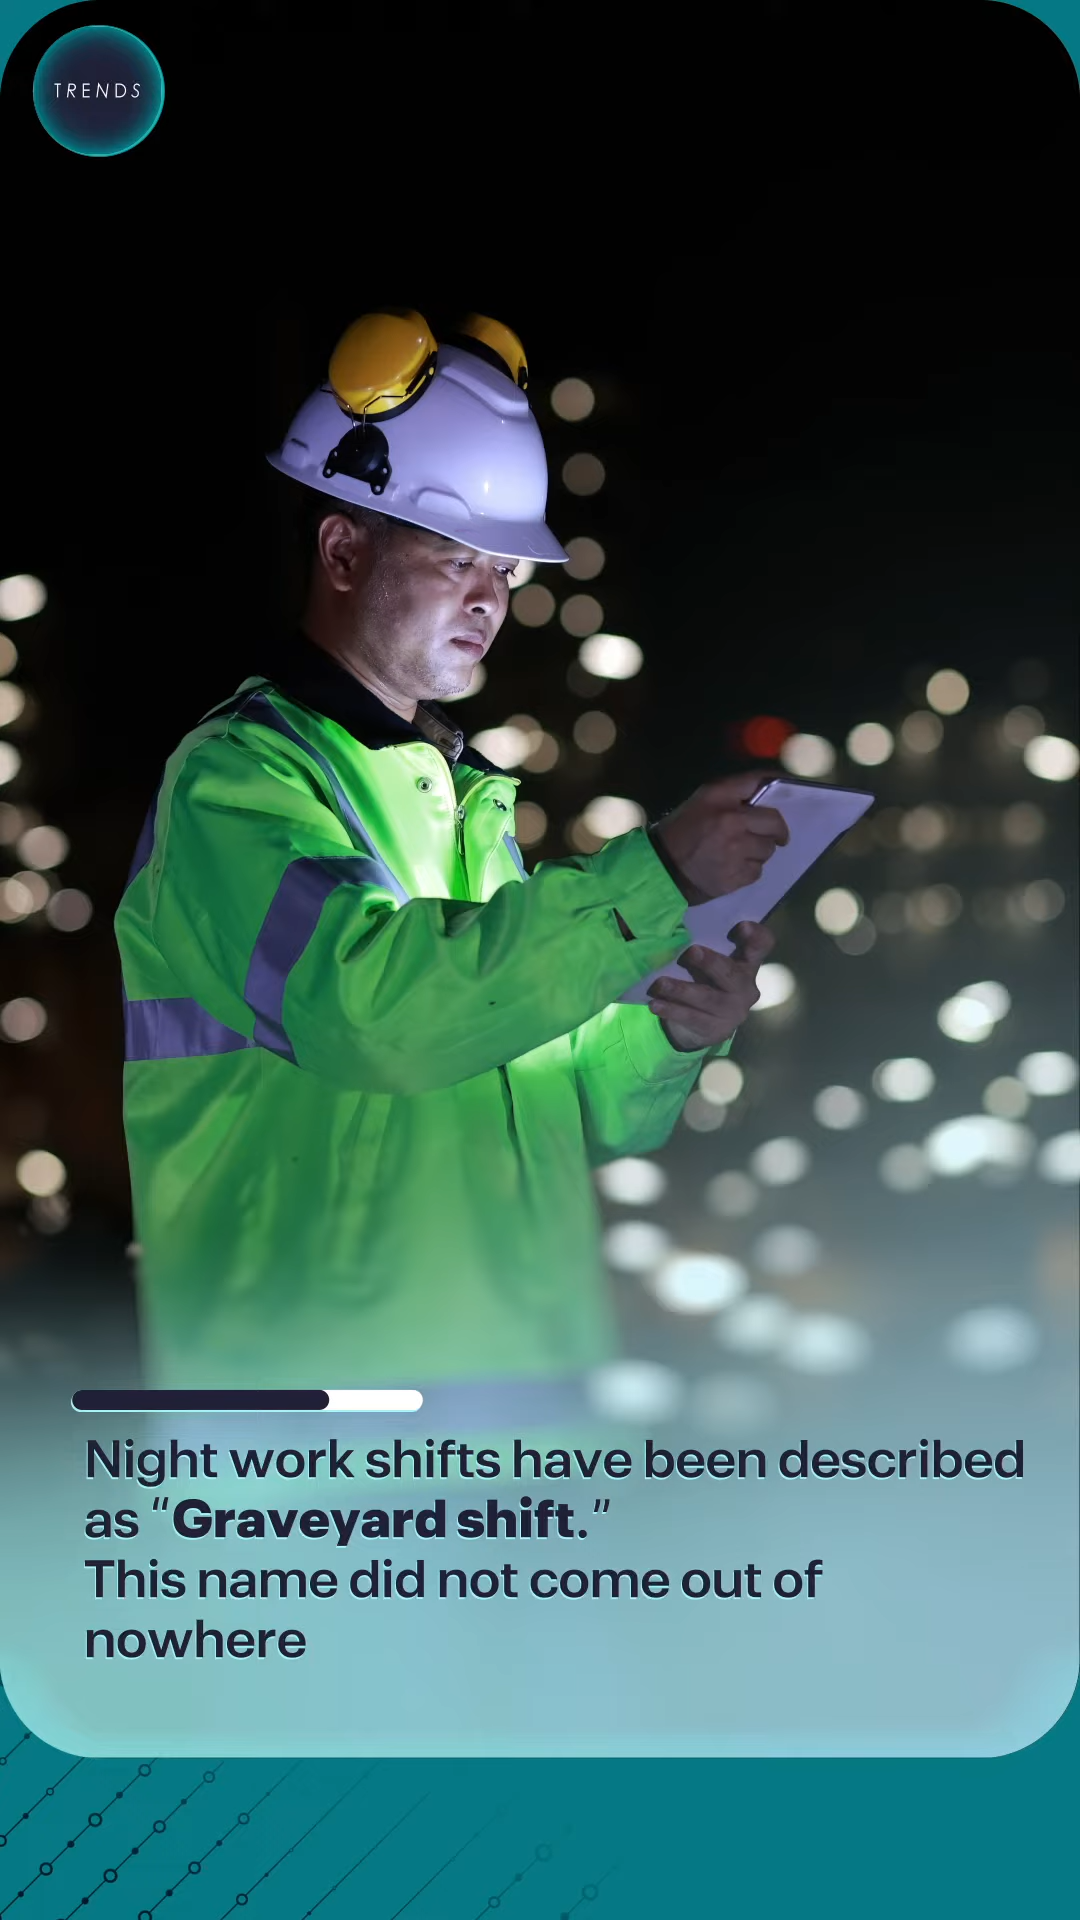 TRENDS
Night work shifts have been described
as “Graveyard shift.”
This name did not come out of
nowhere